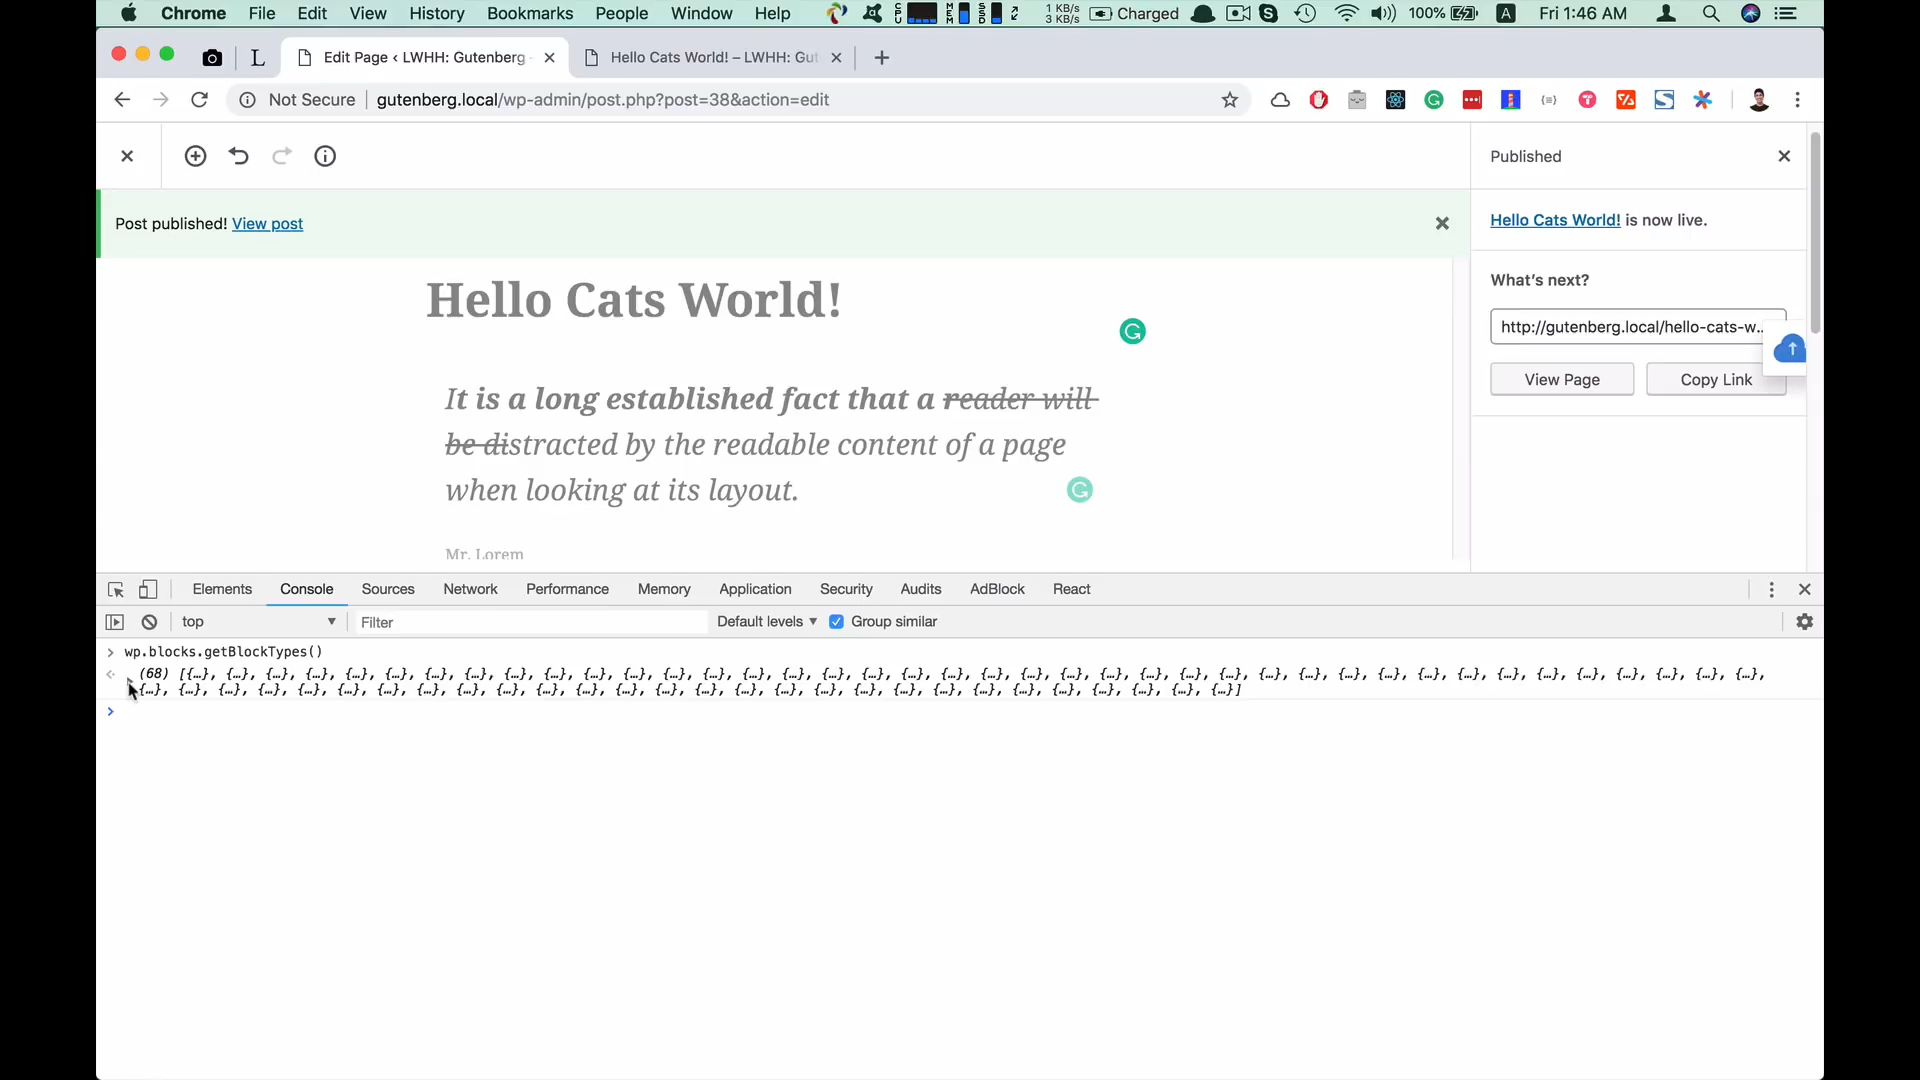 Chrome File Edit View History Bookmarks People Window Help
CPU MEM SSD 1 KB/s 3 KB/s Charged 100% A Fri 1:46 AM
L Edit Page ‹ LWHH: Gutenberg Hello Cats World! – LWHH: Gut
Not Secure gutenberg.local/wp-admin/post.php?post=38&action=edit
Published
Post published! View post
Hello Cats World! is now live.
What's next?
Hello Cats World!
http://gutenberg.local/hello-cats-w...
View Page Copy Link
It is a long established fact that a reader will
be distracted by the readable content of a page
when looking at its layout.
Mr. Lorem
Elements Console Sources Network Performance Memory Application Security Audits AdBlock React
top Filter Default levels ▼ Group similar
> wp.blocks.getBlockTypes()
(68) [{…}, {…}, {…}, {…}, {…}, {…}, {…}, {…}, {…}, {…}, {…}, {…}, {…}, {…}, {…}, {…}, {…}, {…}, {…}, {…}, {…}, {…}, {…}, {…}, {…}, {…}, {…}, {…}, {…}, {…}, {…}, {…}, {…}, {…}, {…}, {…}, {…}, {…}, {…}, {…},
{…}, {…}, {…}, {…}, {…}, {…}, {…}, {…}, {…}, {…}, {…}, {…}, {…}, {…}, {…}, {…}, {…}, {…}, {…}, {…}, {…}, {…}, {…}, {…}, {…}, {…}, {…}, {…}]
>